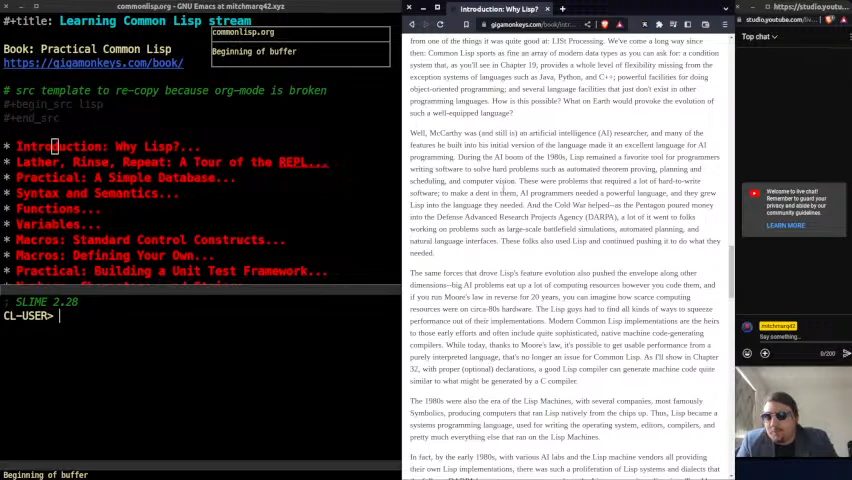 commonlisp.org - GNU Emacs at mitchmarq42.xyz
#+title: Learning Common Lisp stream
commonlisp.org
Beginning of buffer
Book: Practical Common Lisp
https://gigamonkeys.com/book/
# src template to re-copy because org-mode is broken
#+begin_src lisp
#+end_src
* Introduction: Why Lisp?...
* Lather, Rinse, Repeat: A Tour of the REPL...
* Practical: A Simple Database...
* Syntax and Semantics...
* Functions...
* Variables...
* Macros: Standard Control Constructs...
* Macros: Defining Your Own...
* Practical: Building a Unit Test Framework...
; SLIME 2.28
CL-USER>
Beginning of buffer
Introduction: Why Lisp?
gigamonkeys.com/book/intr
from one of the things it was quite good at: LISt Processing. We've come a long way since
then: Common Lisp sports as fine an array of modern data types as you can ask for: a condition
system that, as you'll see in Chapter 19, provides a whole level of flexibility missing from the
exception systems of languages such as Java, Python, and C++; powerful facilities for doing
object-oriented programming; and several language facilities that just don't exist in other
programming languages. How is this possible? What on Earth would provoke the evolution of
such a well-equipped language?
Well, McCarthy was (and still is) an artificial intelligence (AI) researcher, and many of the
features he built into his initial version of the language made it an excellent language for AI
programming. During the AI boom of the 1980s, Lisp remained a favorite tool for programmers
writing software to solve hard problems such as automated theorem proving, planning and
scheduling, and computer vision. These were problems that required a lot of hard-to-write
software; to make a dent in them, AI programmers needed a powerful language, and they grew
Lisp into the language they needed. And the Cold War helped--as the Pentagon poured money
into the Defense Advanced Research Projects Agency (DARPA), a lot of it went to folks
working on problems such as large-scale battlefield simulations, automated planning, and
natural language interfaces. These folks also used Lisp and continued pushing it to do what they
needed.
The same forces that drove Lisp's feature evolution also pushed the envelope along other
dimensions--big AI problems eat up a lot of computing resources however you code them, and
if you run Moore's law in reverse for 20 years, you can imagine how scarce computing
resources were on circa-80s hardware. The Lisp guys had to find all kinds of ways to squeeze
performance out of their implementations. Modern Common Lisp implementations are the heirs
to those early efforts and often include quite sophisticated, native machine code-generating
compilers. While today, thanks to Moore's law, it's possible to get usable performance from a
purely interpreted language, that's no longer an issue for Common Lisp. As I'll show in Chapter
32, with proper (optional) declarations, a good Lisp compiler can generate machine code quite
similar to what might be generated by a C compiler.
The 1980s were also the era of the Lisp Machines, with several companies, most famously
Symbolics, producing computers that ran Lisp natively from the chips up. Thus, Lisp became a
systems programming language, used for writing the operating system, editors, compilers, and
pretty much everything else that ran on the Lisp Machines.
In fact, by the early 1980s, with various AI labs and the Lisp machine vendors all providing
their own Lisp implementations, there was such a proliferation of Lisp systems and dialects that
https://studio.youtu
studio.youtube.com/liv
Top chat
Welcome to live chat!
Remember to guard your
privacy and abide by our
community guidelines.
LEARN MORE
mitchmarq42
Say something...
0/200